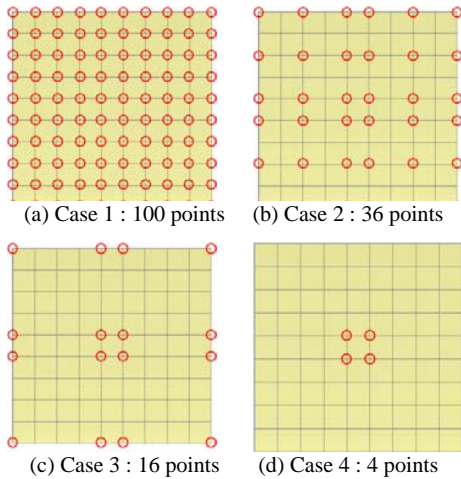 (a) Case 1 : 100 points
(b) Case 2 : 36 points
(c) Case 3 : 16 points
(d) Case 4 : 4 points